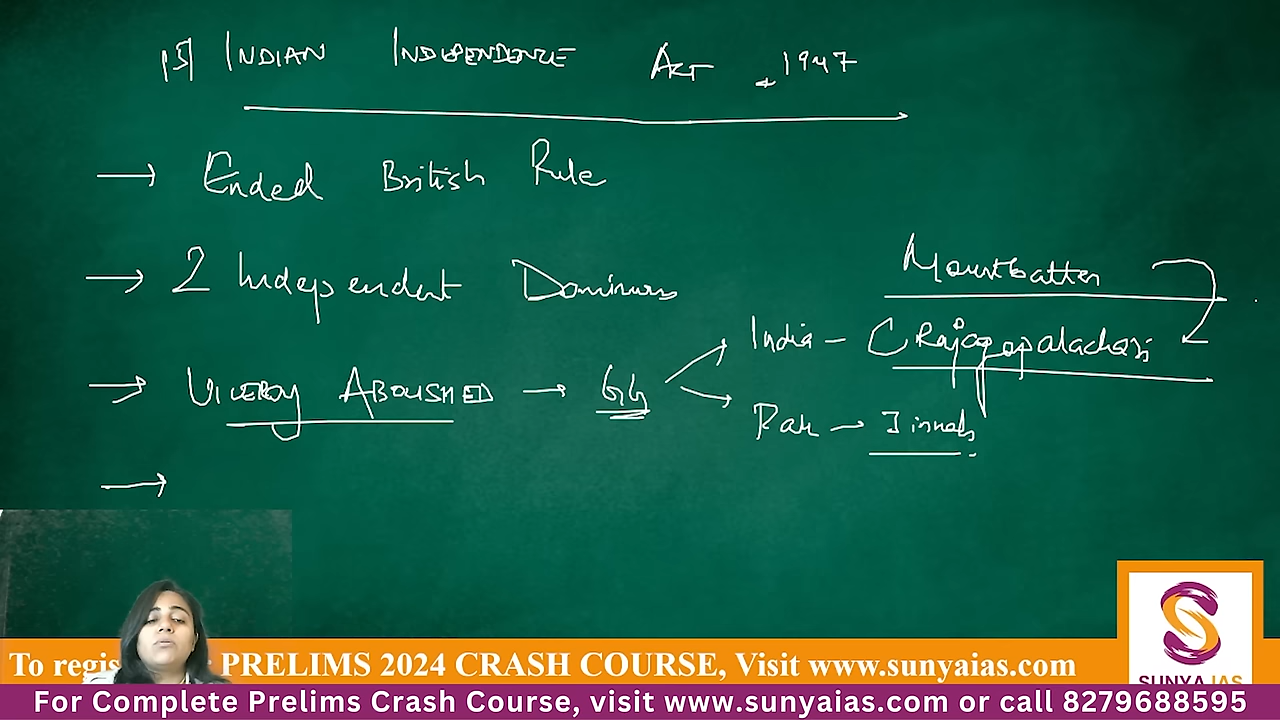 15] INDIAN INDEPENDENCE ACT, 1947
→ Ended British Rule
→ 2 Independent Dominions
Mountbatten
→ VICEROY ABOLISHED → GG
India - C Rajagopalachari
Pak → Jinnah
→
To regis PRELIMS 2024 CRASH COURSE, Visit www.sunyaias.com
SUNYA IAS
For Complete Prelims Crash Course, visit www.sunyaias.com or call 8279688595